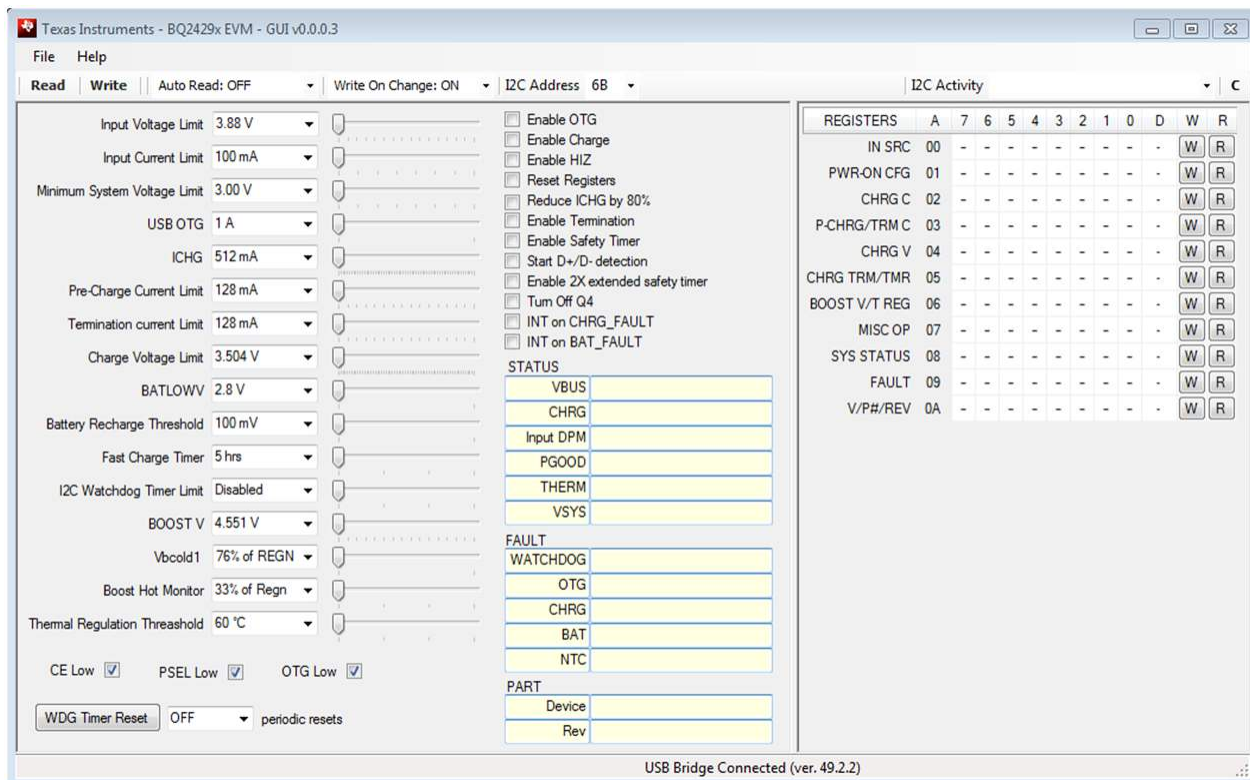 Texas Instruments - BQ2429x EVM - GUI v0.0.0.3
File Help
Read Write Auto Read: OFF Write On Change: ON I2C Address 6B I2C Activity C
Input Voltage Limit 3.88 V
Input Current Limit 100 mA
Minimum System Voltage Limit 3.00 V
USB OTG 1 A
ICHG 512 mA
Pre-Charge Current Limit 128 mA
Termination current Limit 128 mA
Charge Voltage Limit 3.504 V
BATLOWV 2.8 V
Battery Recharge Threshold 100 mV
Fast Charge Timer 5 hrs
I2C Watchdog Timer Limit Disabled
BOOST V 4.551 V
Vbcold1 76% of REGN
Boost Hot Monitor 33% of Regn
Thermal Regulation Threashold 60 °C
CE Low PSEL Low OTG Low
WDG Timer Reset OFF periodic resets
Enable OTG
Enable Charge
Enable HIZ
Reset Registers
Reduce ICHG by 80%
Enable Termination
Enable Safety Timer
Start D+/D- detection
Enable 2X extended safety timer
Turn Off Q4
INT on CHRG_FAULT
INT on BAT_FAULT
STATUS
VBUS
CHRG
Input DPM
PGOOD
THERM
VSYS
FAULT
WATCHDOG
OTG
CHRG
BAT
NTC
PART
Device
Rev
REGISTERS A 7 6 5 4 3 2 1 0 D W R
IN SRC 00 - - - - - - - - - W R
PWR-ON CFG 01 - - - - - - - - - W R
CHRG C 02 - - - - - - - - - W R
P-CHRG/TRM C 03 - - - - - - - - - W R
CHRG V 04 - - - - - - - - - W R
CHRG TRM/TMR 05 - - - - - - - - - W R
BOOST V/T REG 06 - - - - - - - - - W R
MISC OP 07 - - - - - - - - - W R
SYS STATUS 08 - - - - - - - - - W R
FAULT 09 - - - - - - - - - W R
V/P#/REV 0A - - - - - - - - - W R
USB Bridge Connected (ver. 49.2.2)